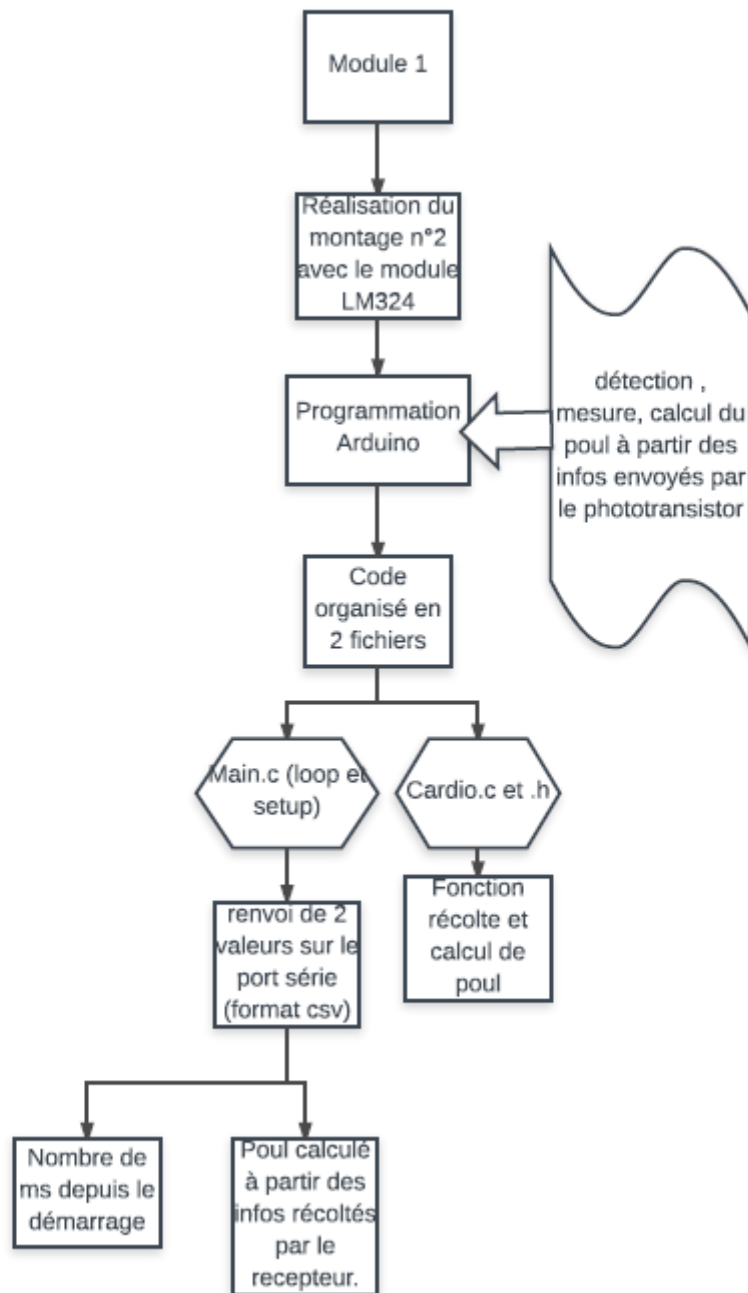 Module 1
Réalisation du
montage n°2
avec le module
LM324
Programmation
Arduino
détection ,
mesure, calcul du
poul à partir des
infos envoyés par
le phototransistor
Code
organisé en
2 fichiers
Main.c (loop et
setup)
Cardio.c et .h
renvoi de 2
valeurs sur le
port série
(format csv)
Fonction
récolte et
calcul de
poul
Nombre de
ms depuis le
démarrage
Poul calculé
à partir des
infos récoltés
par le
recepteur.